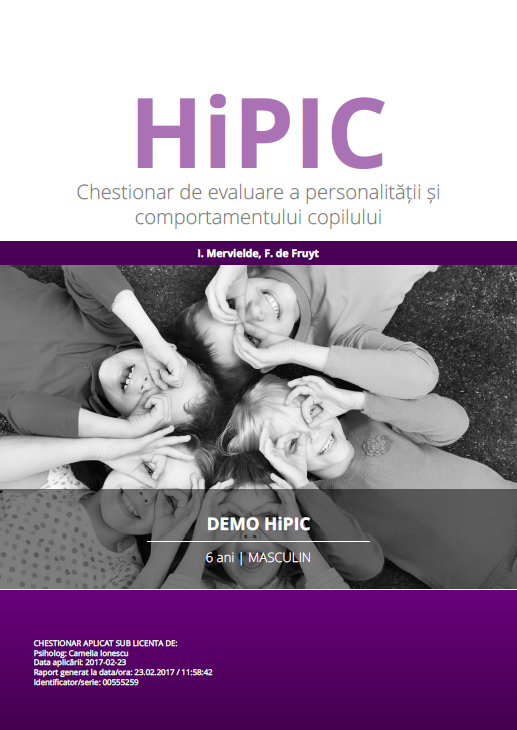 HiPIC
Chestionar de evaluare a personalității și
comportamentului copilului
I. Mervielde, F. de Fruyt
DEMO HiPIC
6 ani | MASCULIN
CHESTIONAR APLICAT SUB LICENTA DE:
Psiholog: Camelia Ionescu
Data aplicării: 2017-02-23
Raport generat la data/ora: 23.02.2017 / 11:58:42
Identificator/serie: 00555259